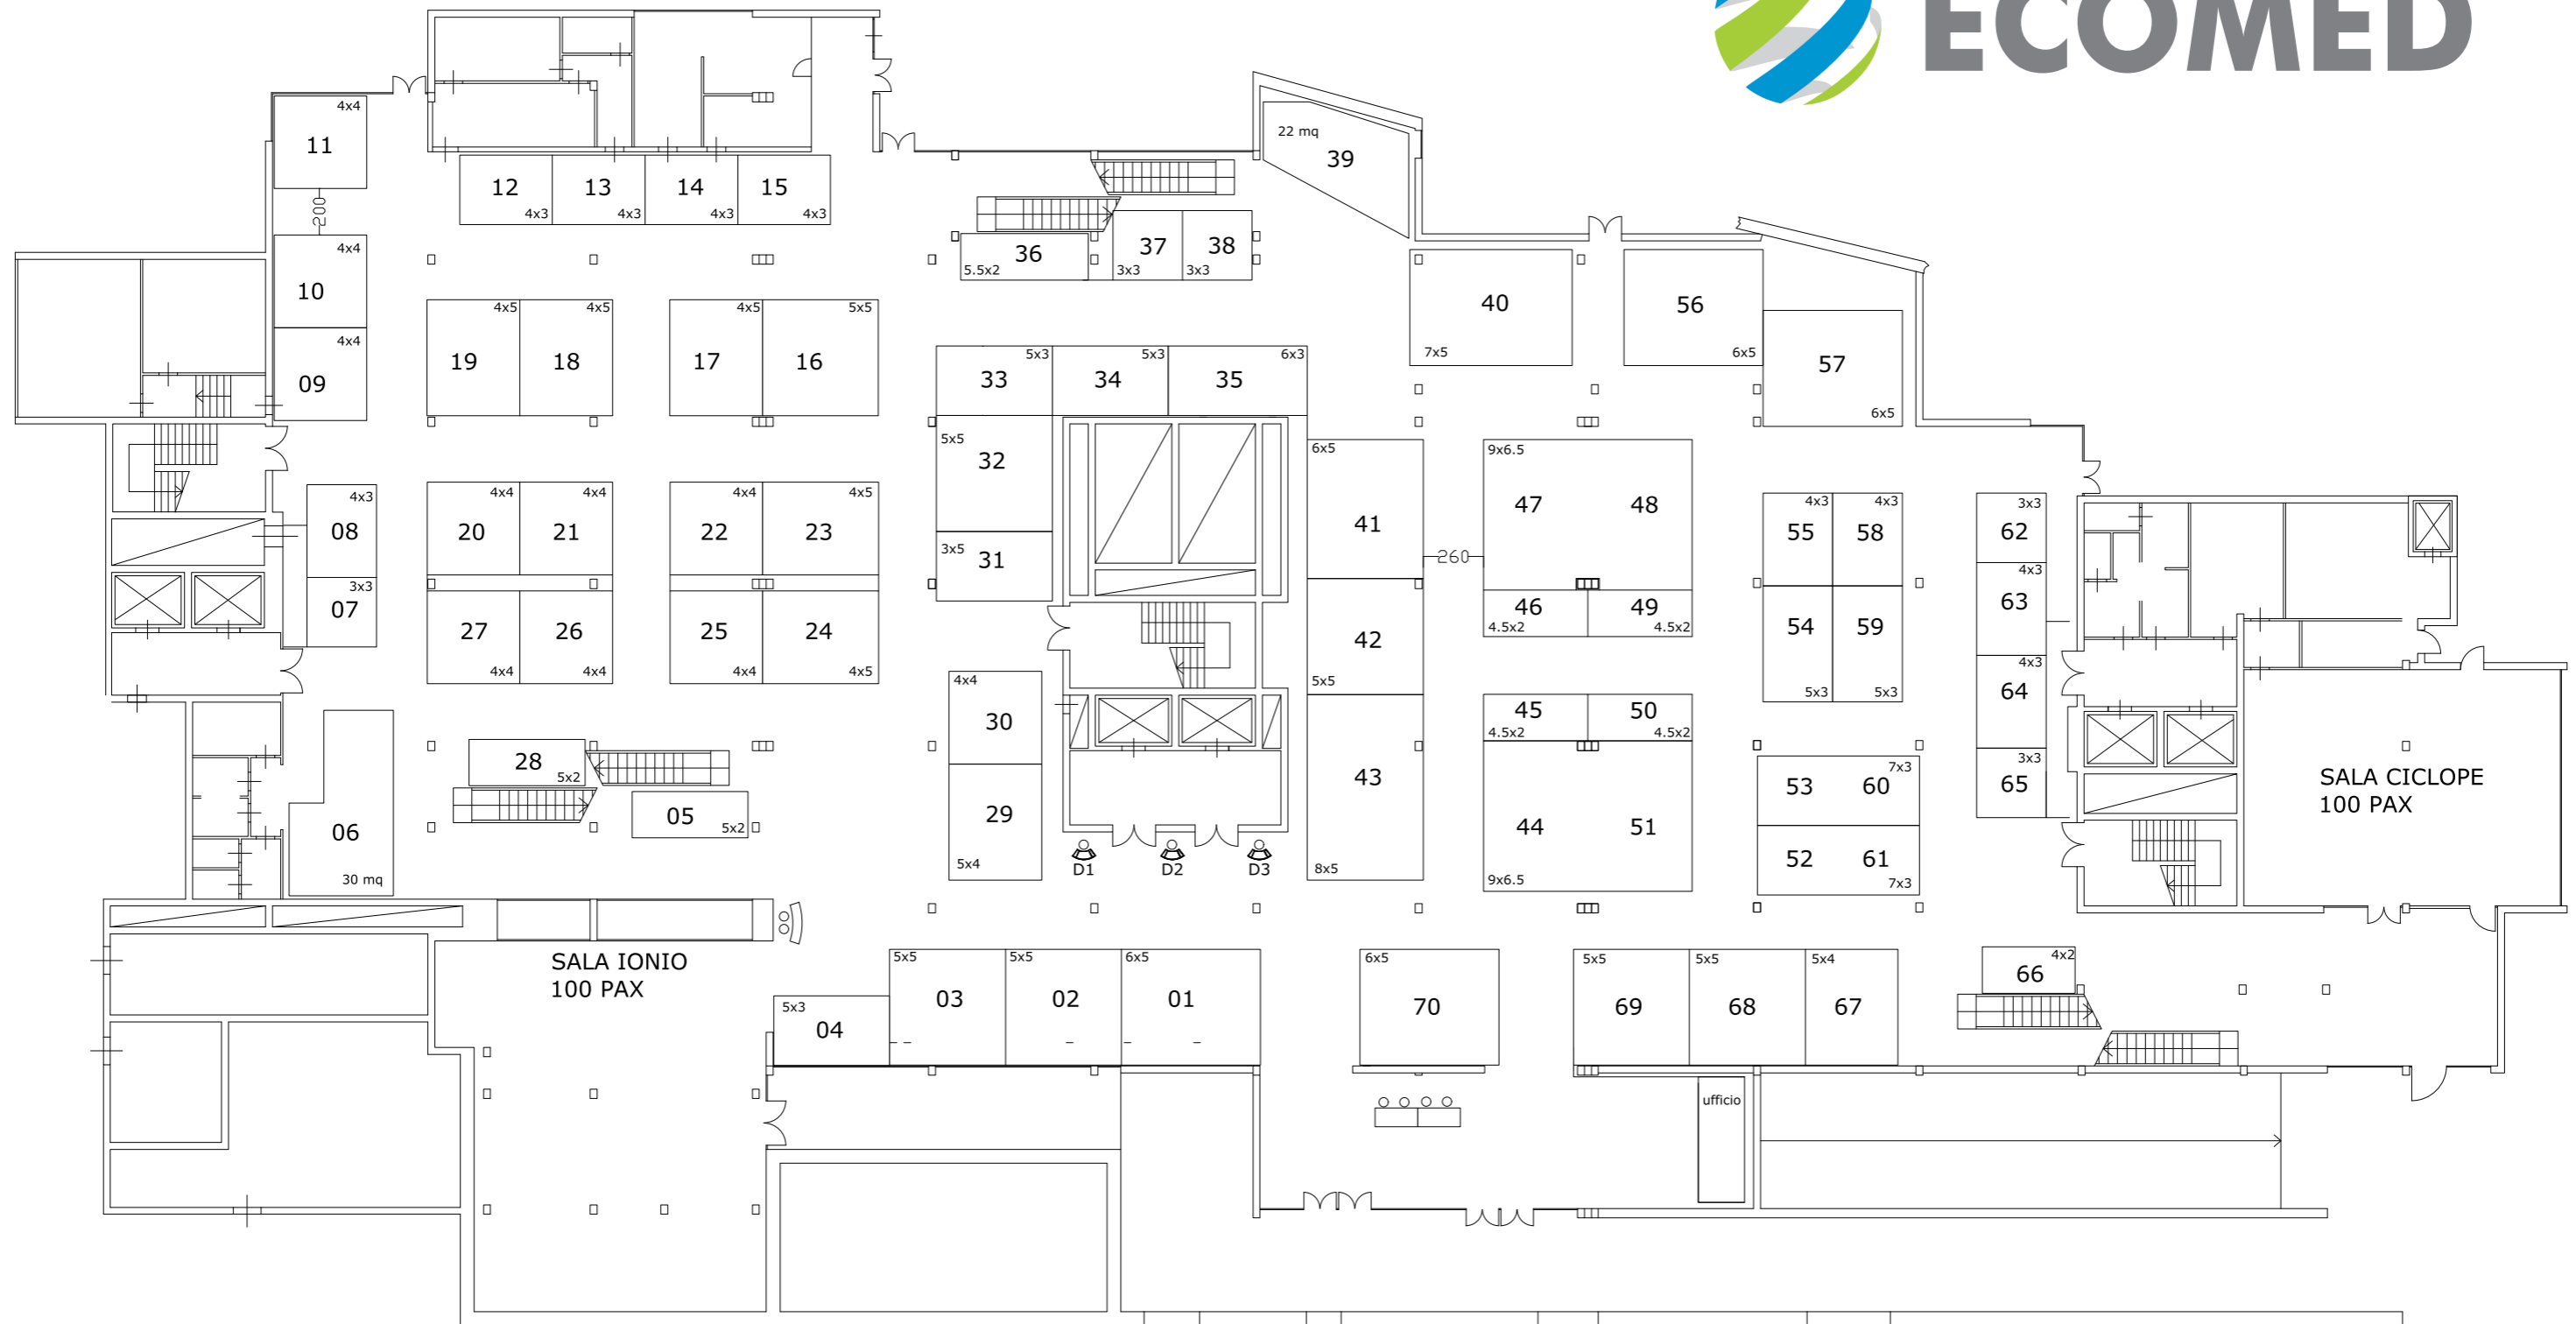 ECOMED
4x4
11
200
4x4
10
4x4
09
12
4x3
13
4x3
14
4x3
15
4x3
22 mq
39
36
5.5x2
37
3x3
38
3x3
4x5
19
4x5
18
4x5
17
5x5
16
5x3
33
5x3
34
6x3
35
40
7x5
56
6x5
57
6x5
5x5
32
3x5
31
4x3
08
3x3
07
4x4
20
4x4
21
4x4
22
4x5
23
27
4x4
26
4x4
25
4x4
24
4x5
6x5
41
260
42
5x5
43
8x5
9x6.5
47
48
46
4.5x2
49
4.5x2
45
4.5x2
50
4.5x2
44
51
9x6.5
4x3
55
4x3
58
54
5x3
59
5x3
53
60
7x3
52
61
7x3
3x3
62
4x3
63
4x3
64
3x3
65
SALA CICLOPE
100 PAX
4x4
30
29
5x4
D1
D2
D3
28
5x2
05
5x2
06
30 mq
SALA IONIO
100 PAX
5x3
04
5x5
03
5x5
02
6x5
01
6x5
70
5x5
69
5x5
68
5x4
67
4x2
66
ufficio